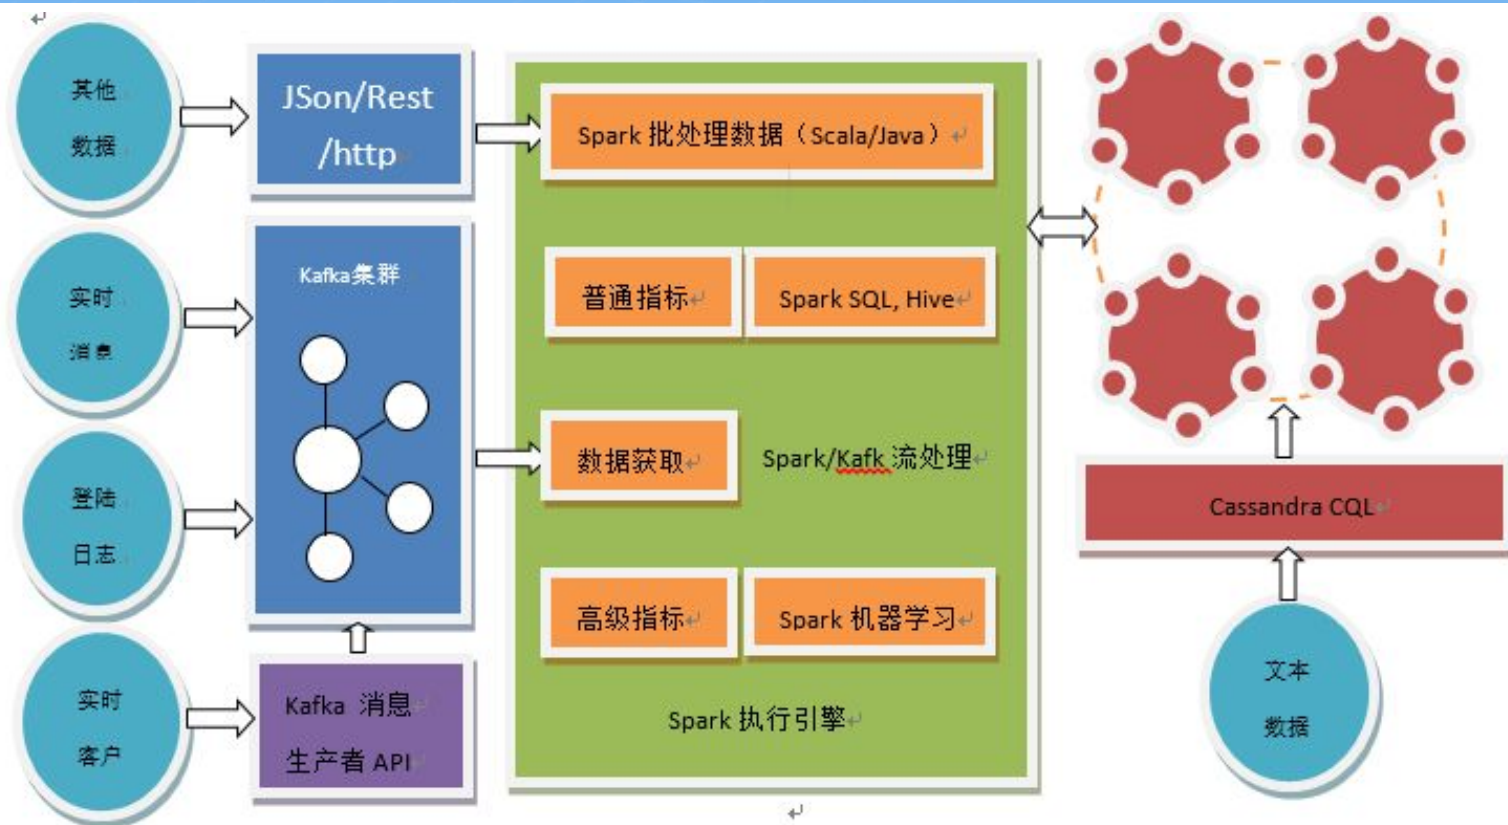 其他
数据
JSon/Rest
/http
Spark 批处理数据（Scala/Java）
实时
消息
Kafka集群
普通指标
Spark SQL, Hive
数据获取
Spark/Kafk 流处理
登陆
日志
Cassandra CQL
高级指标
Spark 机器学习
实时
客户
Kafka 消息
生产者 API
Spark 执行引擎
文本
数据